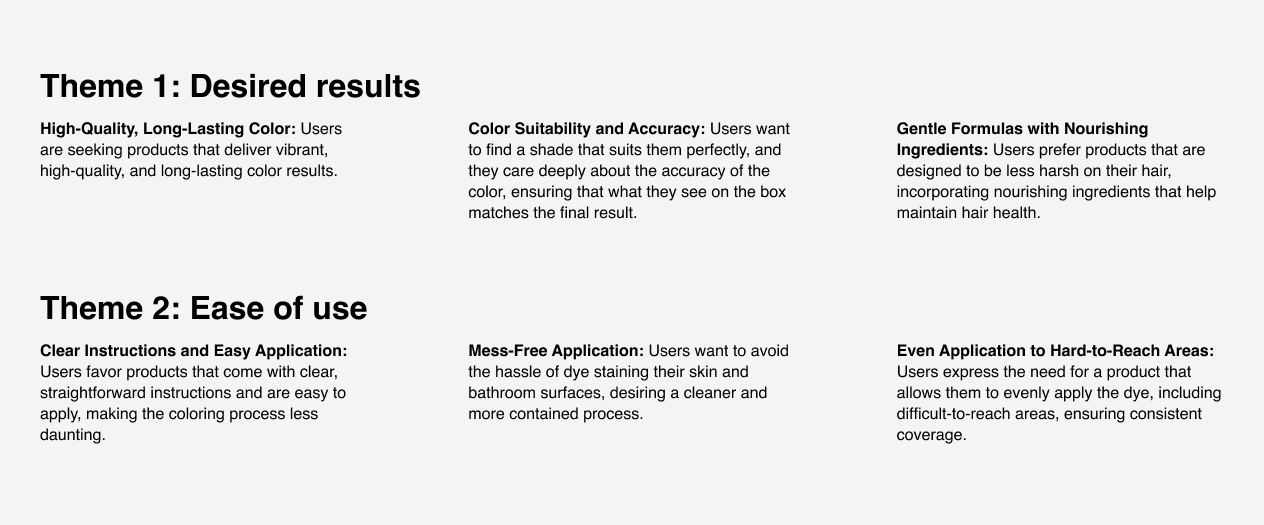 Theme 1: Desired results
High-Quality, Long-Lasting Color: Users
are seeking products that deliver vibrant,
high-quality, and long-lasting color results.
Color Suitability and Accuracy: Users want
to find a shade that suits them perfectly, and
they care deeply about the accuracy of the
color, ensuring that what they see on the box
matches the final result.
Gentle Formulas with Nourishing
Ingredients: Users prefer products that are
designed to be less harsh on their hair,
incorporating nourishing ingredients that help
maintain hair health.
Theme 2: Ease of use
Clear Instructions and Easy Application:
Users favor products that come with clear,
straightforward instructions and are easy to
apply, making the coloring process less
daunting.
Mess-Free Application: Users want to avoid
the hassle of dye staining their skin and
bathroom surfaces, desiring a cleaner and
more contained process.
Even Application to Hard-to-Reach Areas:
Users express the need for a product that
allows them to evenly apply the dye, including
difficult-to-reach areas, ensuring consistent
coverage.